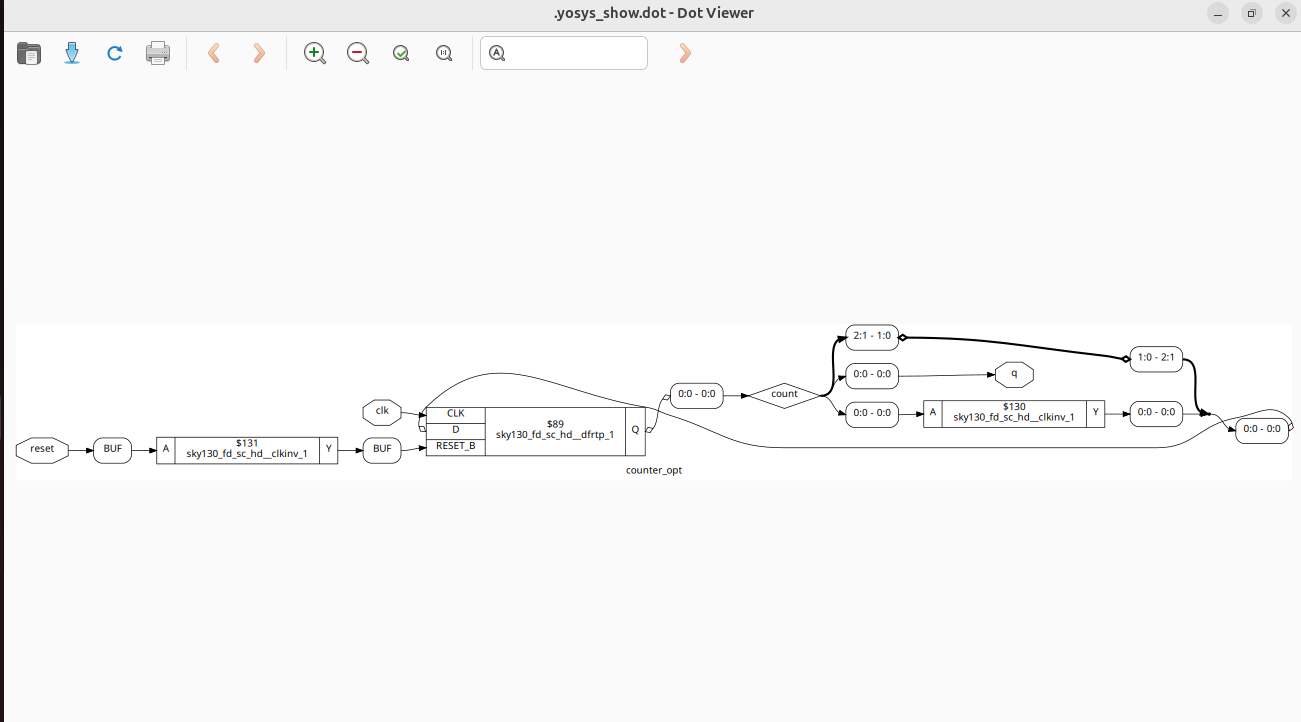 .yosys_show.dot - Dot Viewer
2:1 - 1:0
1:0 - 2:1
0:0 - 0:0
q
0:0 - 0:0
count
clk
CLK
D
RESET_B
$89
sky130_fd_sc_hd__dfrtp_1
Q
0:0 - 0:0
A
$130
sky130_fd_sc_hd__clkinv_1
Y
0:0 - 0:0
0:0 - 0:0
reset
BUF
A
$131
sky130_fd_sc_hd__clkinv_1
Y
BUF
counter_opt